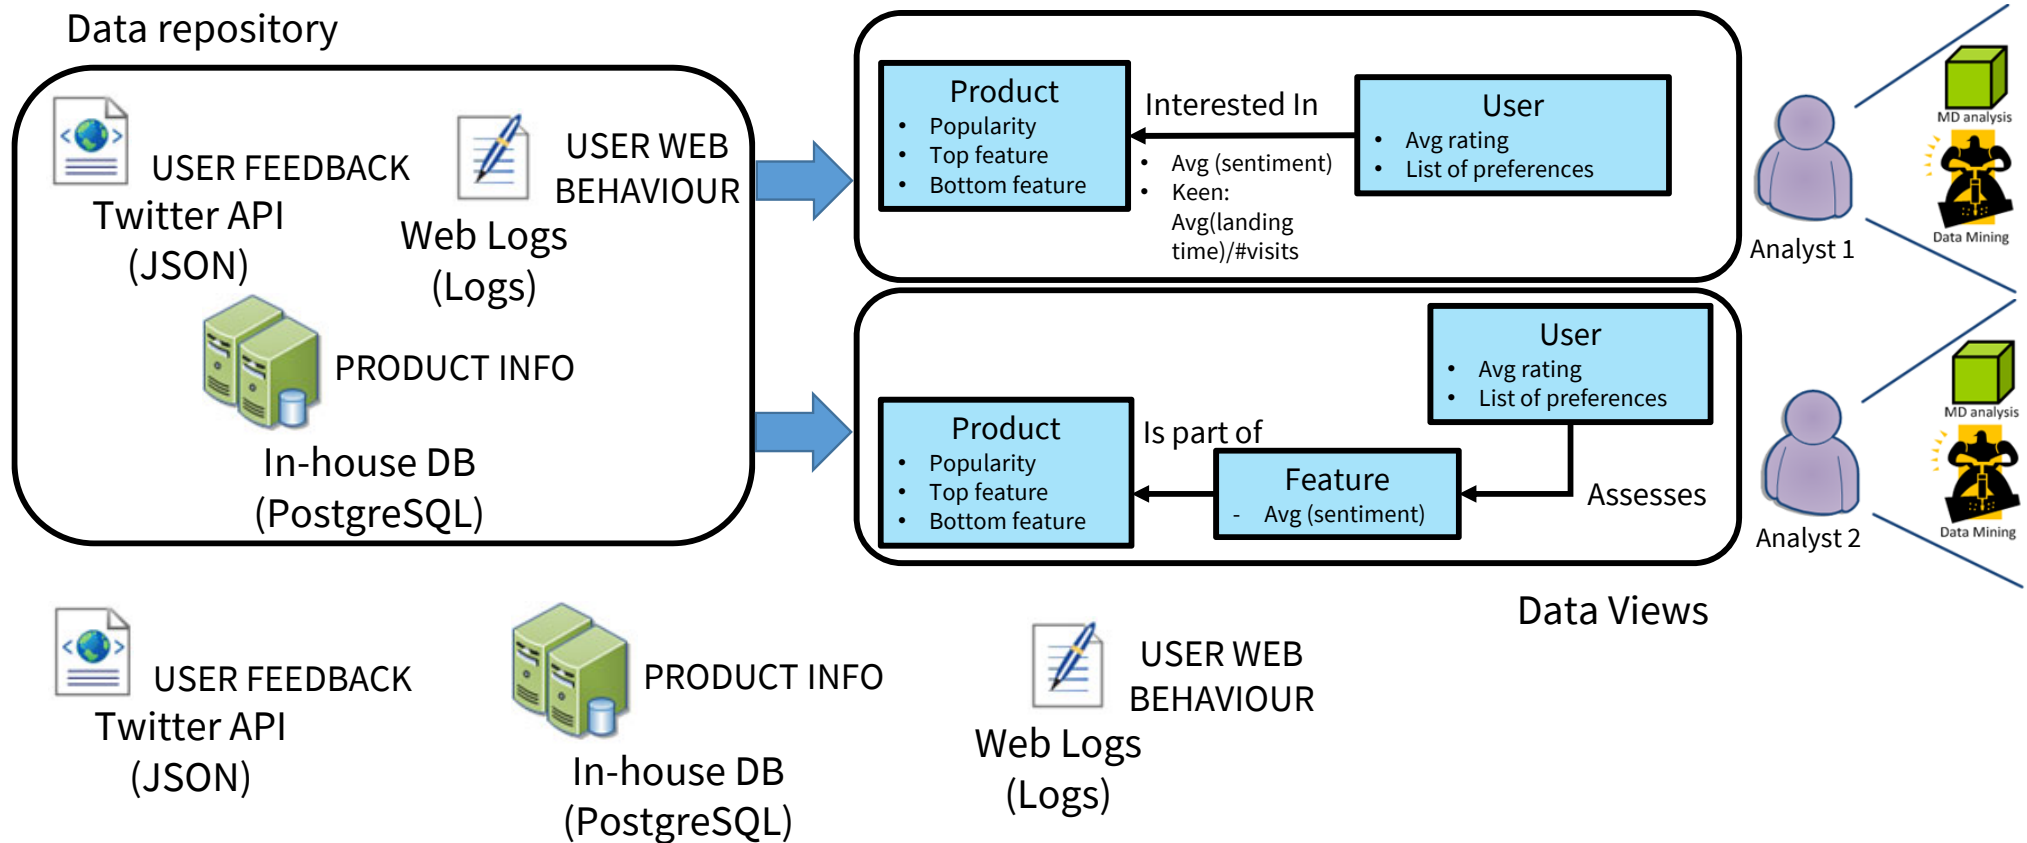 Data repository
USER FEEDBACK
Twitter API
(JSON)
USER WEB
BEHAVIOUR
Web Logs
(Logs)
PRODUCT INFO
In-house DB
(PostgreSQL)
Product
• Popularity
• Top feature
• Bottom feature
Interested In
• Avg (sentiment)
• Keen:
Avg(landing
time)/#visits
User
• Avg rating
• List of preferences
Analyst 1
MD analysis
Data Mining
Product
• Popularity
• Top feature
• Bottom feature
Is part of
Feature
- Avg (sentiment)
User
• Avg rating
• List of preferences
Assesses
Analyst 2
MD analysis
Data Mining
Data Views
USER FEEDBACK
Twitter API
(JSON)
PRODUCT INFO
In-house DB
(PostgreSQL)
USER WEB
BEHAVIOUR
Web Logs
(Logs)